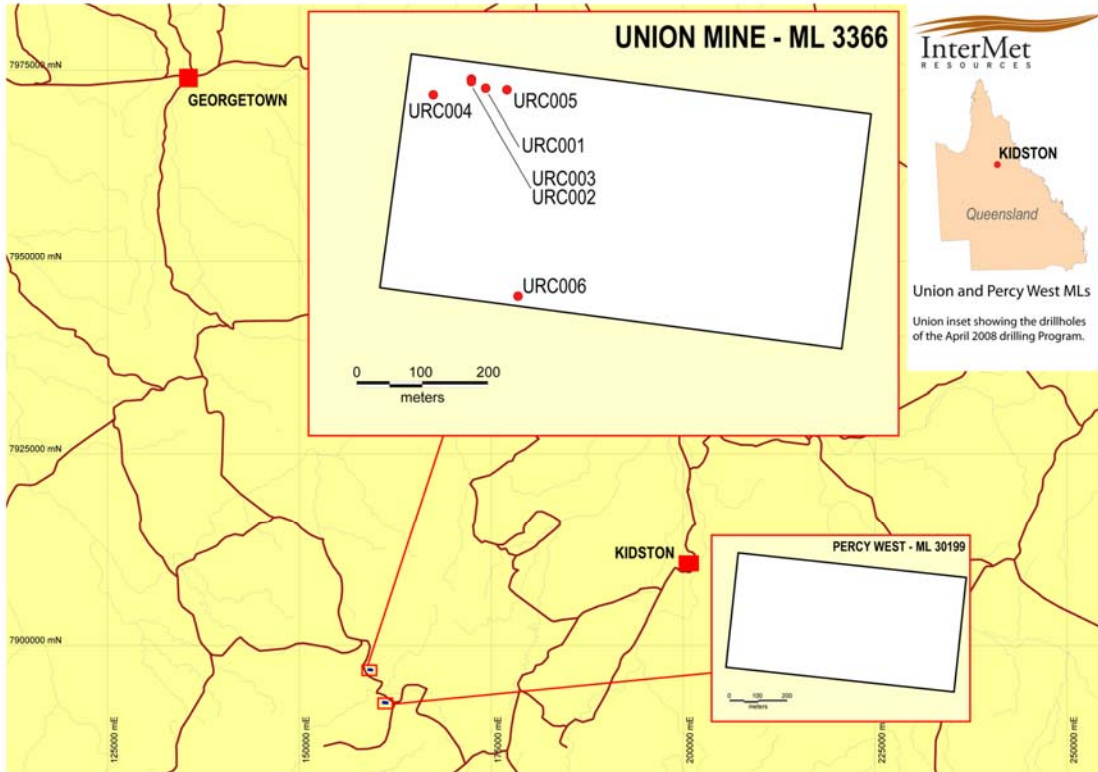 UNION MINE - ML 3366
InterMet
RESOURCES
7975000 mN
GEORGETOWN
URC004
URC005
URC001
URC003
URC002
KIDSTON
Queensland
7950000 mN
URC006
Union and Percy West MLs
Union inset showing the drillholes
of the April 2008 drilling Program.
0 100 200
meters
7925000 mN
KIDSTON
PERCY WEST - ML 30199
7900000 mN
0 100 200
meters
125000 mE
150000 mE
175000 mE
200000 mE
225000 mE
250000 mE